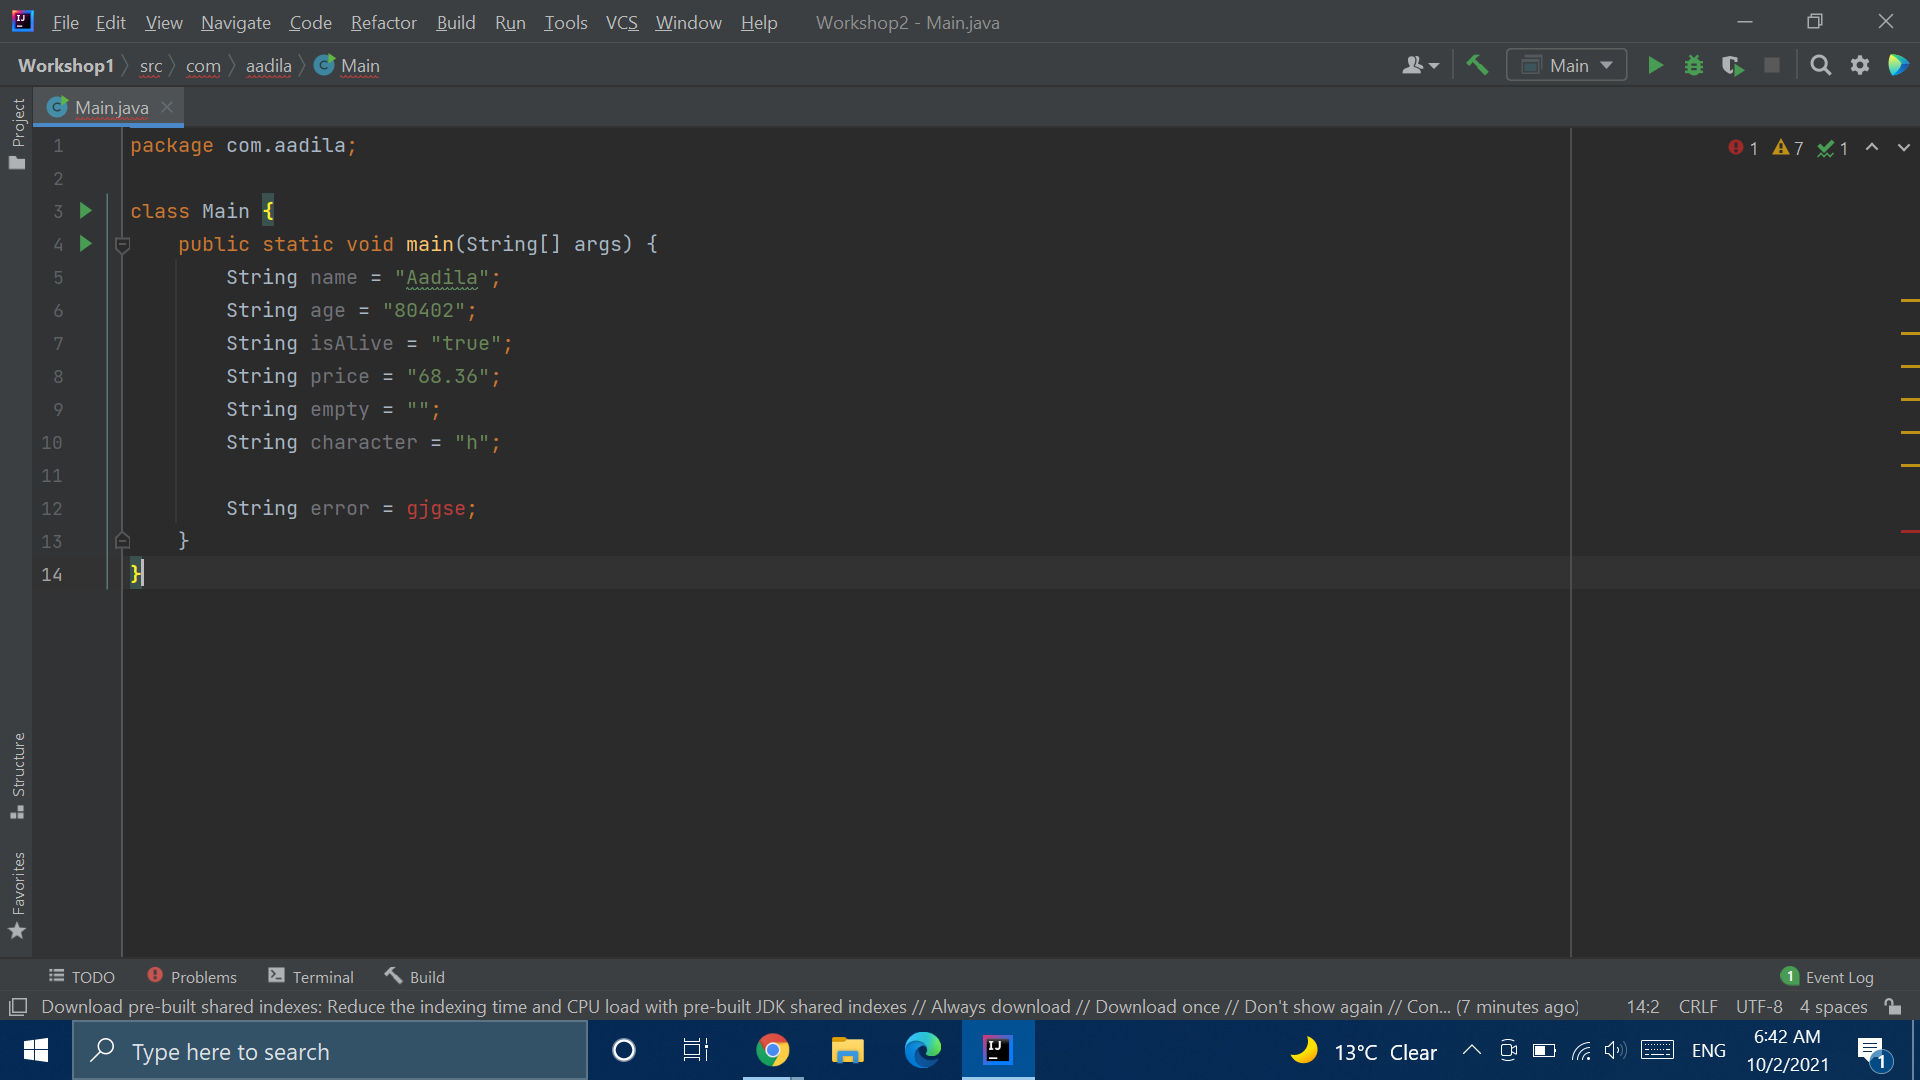 File Edit View Navigate Code Refactor Build Run Tools VCS Window Help Workshop2 - Main.java
Workshop1 src com aadila Main
Main
Main.java
Project
1 7 1
1 package com.aadila;
2
3 class Main {
4 public static void main(String[] args) {
5 String name = "Aadila";
6 String age = "80402";
7 String isAlive = "true";
8 String price = "68.36";
9 String empty = "";
10 String character = "h";
11
12 String error = gjgse;
13 }
14 }
Structure
Favorites
TODO Problems Terminal Build
1 Event Log
Download pre-built shared indexes: Reduce the indexing time and CPU load with pre-built JDK shared indexes // Always download // Download once // Don't show again // Con... (7 minutes ago) 14:2 CRLF UTF-8 4 spaces
Type here to search
13°C Clear
ENG
6:42 AM
10/2/2021
1